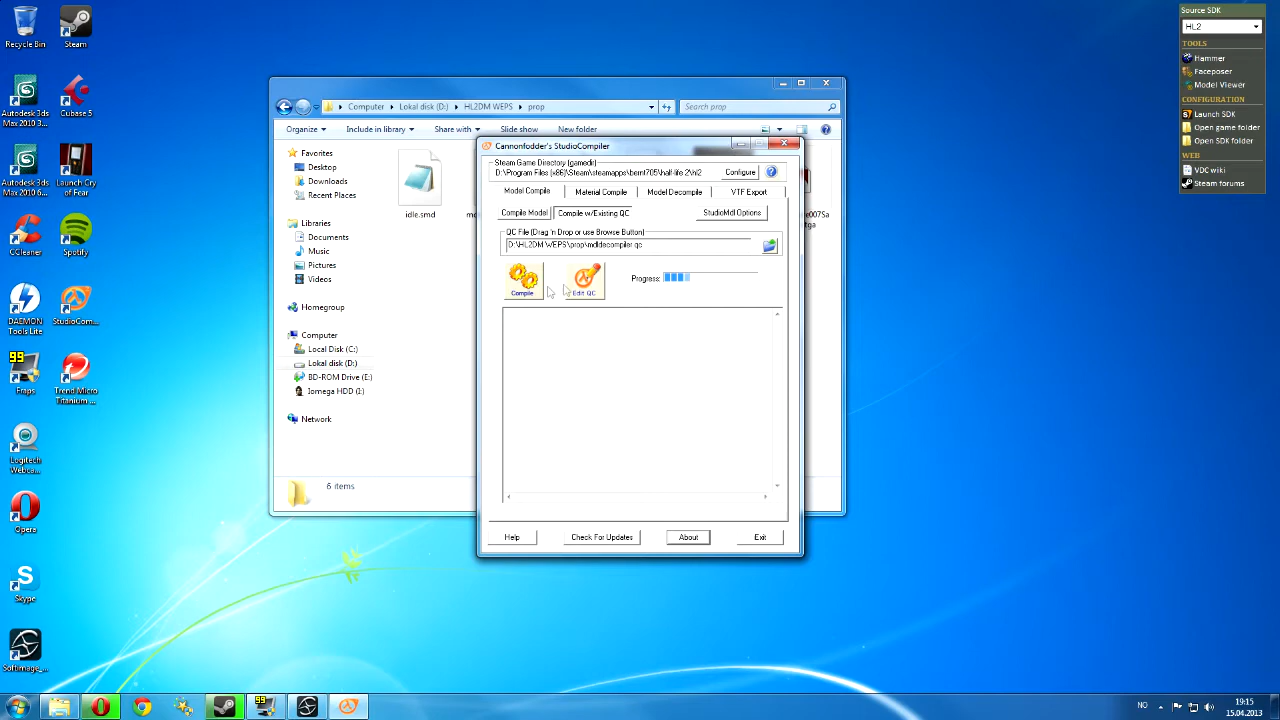 Recycle Bin
Steam
Autodesk 3ds
Max 2010 3...
Cubase 5
Autodesk 3ds
Max 2010 6...
Launch Cry
of Fear
CCleaner
Spotify
DAEMON
Tools Lite
StudioCom...
Fraps
Trend Micro
Titanium ...
Logitech
Webca...
Opera
Skype
Softimage_...
Computer
Lokal disk (D:)
HL2DM WEPS
prop
Search prop
Organize
Include in library
Share with
Slide show
New folder
Favorites
Desktop
Downloads
Recent Places
Libraries
Documents
Music
Pictures
Videos
Homegroup
Computer
Local Disk (C:)
Lokal disk (D:)
BD-ROM Drive (E:)
Iomega HDD (I:)
Network
idle.smd
6 items
Cannonfodder's StudioCompiler
Steam Game Directory (gamedir)
D:\Program Files (x86)\Steam\steamapps\bernt705\half-life 2\hl2
Configure
Model Compile
Material Compile
Model Decompile
VTF Export
Compile Model
Compile w/Existing QC
StudioMdl Options
QC File (Drag 'n Drop or use Browse Button)
D:\HL2DM WEPS\prop\mdldecompiler.qc
Compile
Edit QC
Progress:
Help
Check For Updates
About
Exit
Source SDK
HL2
TOOLS
Hammer
Faceposer
Model Viewer
CONFIGURATION
Launch SDK
Open game folder
Open SDK folder
WEB
VDC wiki
Steam forums
NO
19:15
15.04.2013